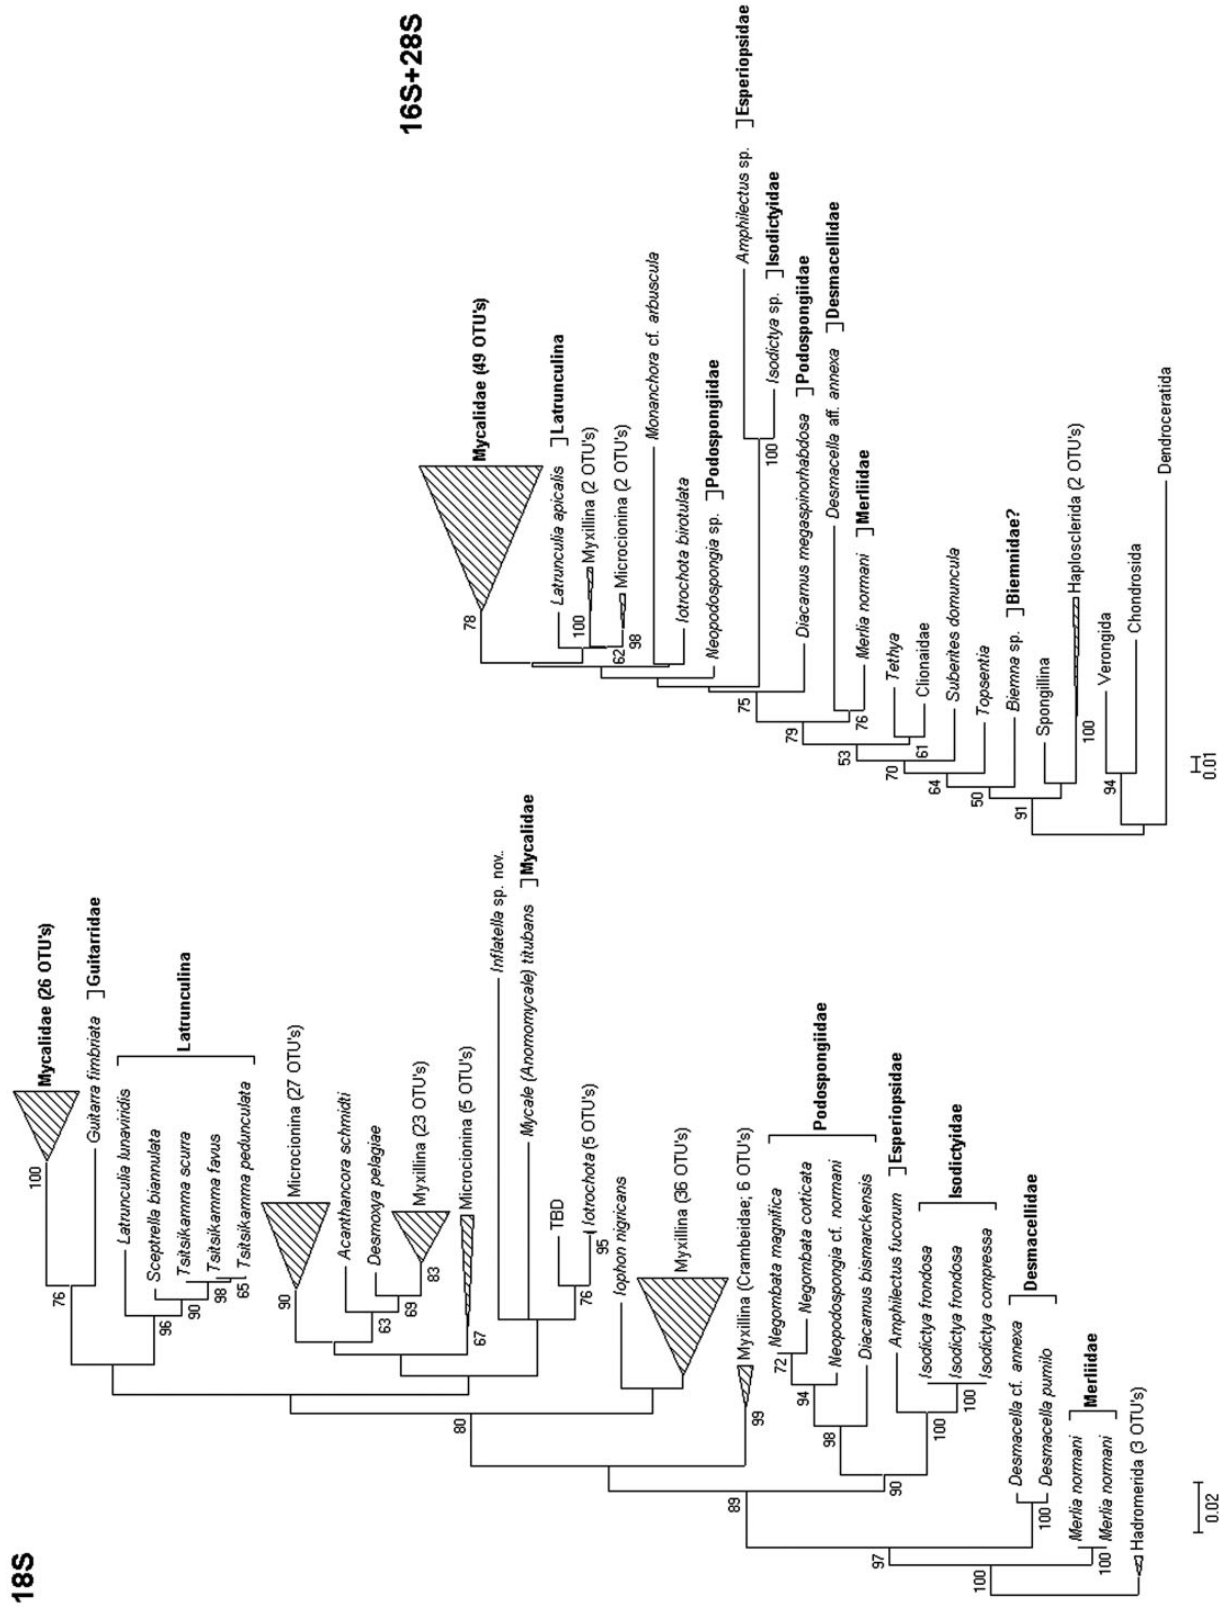 18S
Mycalidae (26 OTU's)
100
Guitarra fimbriata
Guitarridae
76
Latrunculia lunaviridis
Sceptrella biannulata
Tsitsikamma scurra
Tsitsikamma favus
Tsitsikamma pedunculata
Latrunculina
96
90
98
65
Microcionina (27 OTU's)
90
Acanthancora schmidti
Desmoxya pelagiae
Myxillina (23 OTU's)
63
69
83
Microcionina (5 OTU's)
67
Inflatella sp. nov.
Mycale (Anomomycale) titubans
Mycalidae
TBD
Iotrochota (5 OTU's)
76
95
Iophon nigricans
Myxillina (36 OTU's)
80
Myxillina (Crambeidae; 6 OTU's)
99
Negombata magnifica
Negombata corticata
Neopodospongia cf. normani
Diacarnus bismarckensis
Podospongiidae
72
94
98
89
Amphilectus fucorum
Esperiopsidae
90
Isodictya frondosa
Isodictya frondosa
Isodictya compressa
Isodictyidae
100
100
Desmacella cf. annexa
Desmacella pumilo
Desmacellidae
100
97
Merlia normani
Merlia normani
Merliidae
100
100
Hadromerida (3 OTU's)
0.02
16S+28S
Mycalidae (49 OTU's)
78
Latrunculia apicalis
Latrunculina
Myxillina (2 OTU's)
100
Microcionina (2 OTU's)
62
98
Monanchora cf. arbuscula
Iotrochota birotulata
Neopodospongia sp.
Podospongiidae
Amphilectus sp.
Esperiopsidae
Isodictya sp.
Isodictyidae
100
75
Diacarnus megaspinorhabdosa
Podospongiidae
79
Desmacella aff. annexa
Desmacellidae
Merlia normani
Merliidae
76
53
Tethya
Clionaidae
61
70
Suberites domuncula
64
Topsentia
50
Biemna sp.
Biemnidae?
91
Spongillina
Haplosclerida (2 OTU's)
100
Verongida
94
Chondrosida
Dendroceratida
0.01